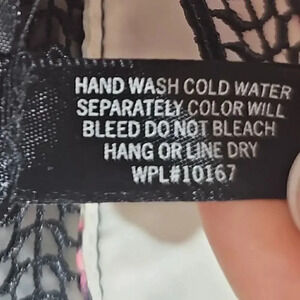 HAND WASH COLD WATER
SEPARATELY COLOR WILL
BLEED DO NOT BLEACH
HANG OR LINE DRY
WPL#10167